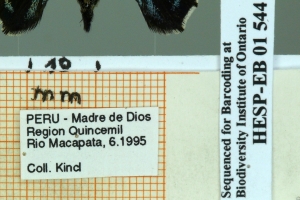 10
mm
PERU - Madre de Dios
Region Quincemil
Rio Macapata, 6.1995
Coll. Kincl
Sequenced for Barcoding at
Biodiversity Institute of Ontario
HESP-EB 01 544